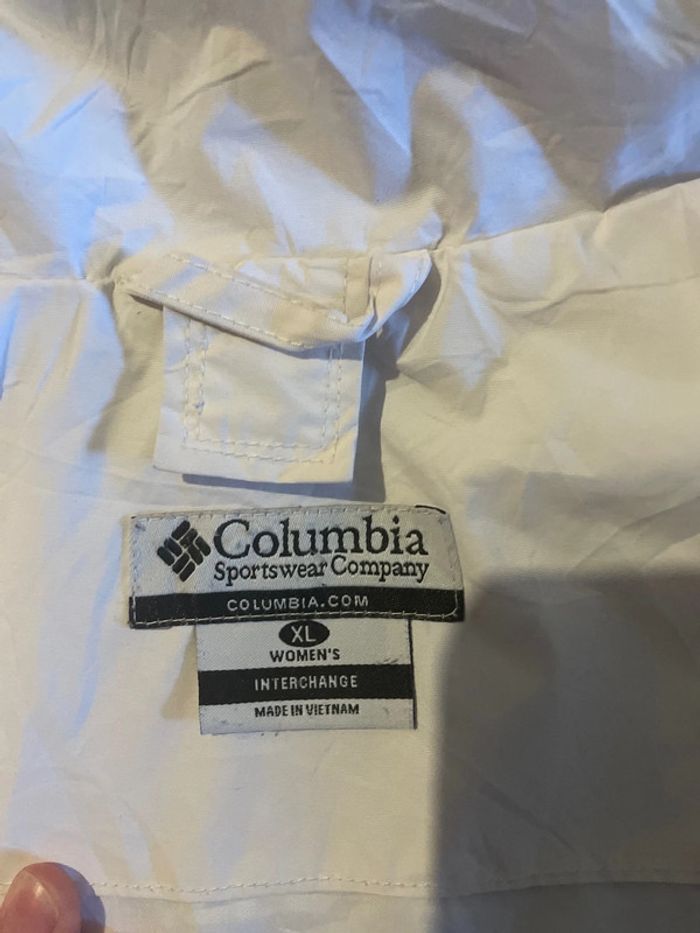 Columbia
Sportswear Company
COLUMBIA.COM
XL
WOMEN'S
INTERCHANGE
MADE IN VIETNAM